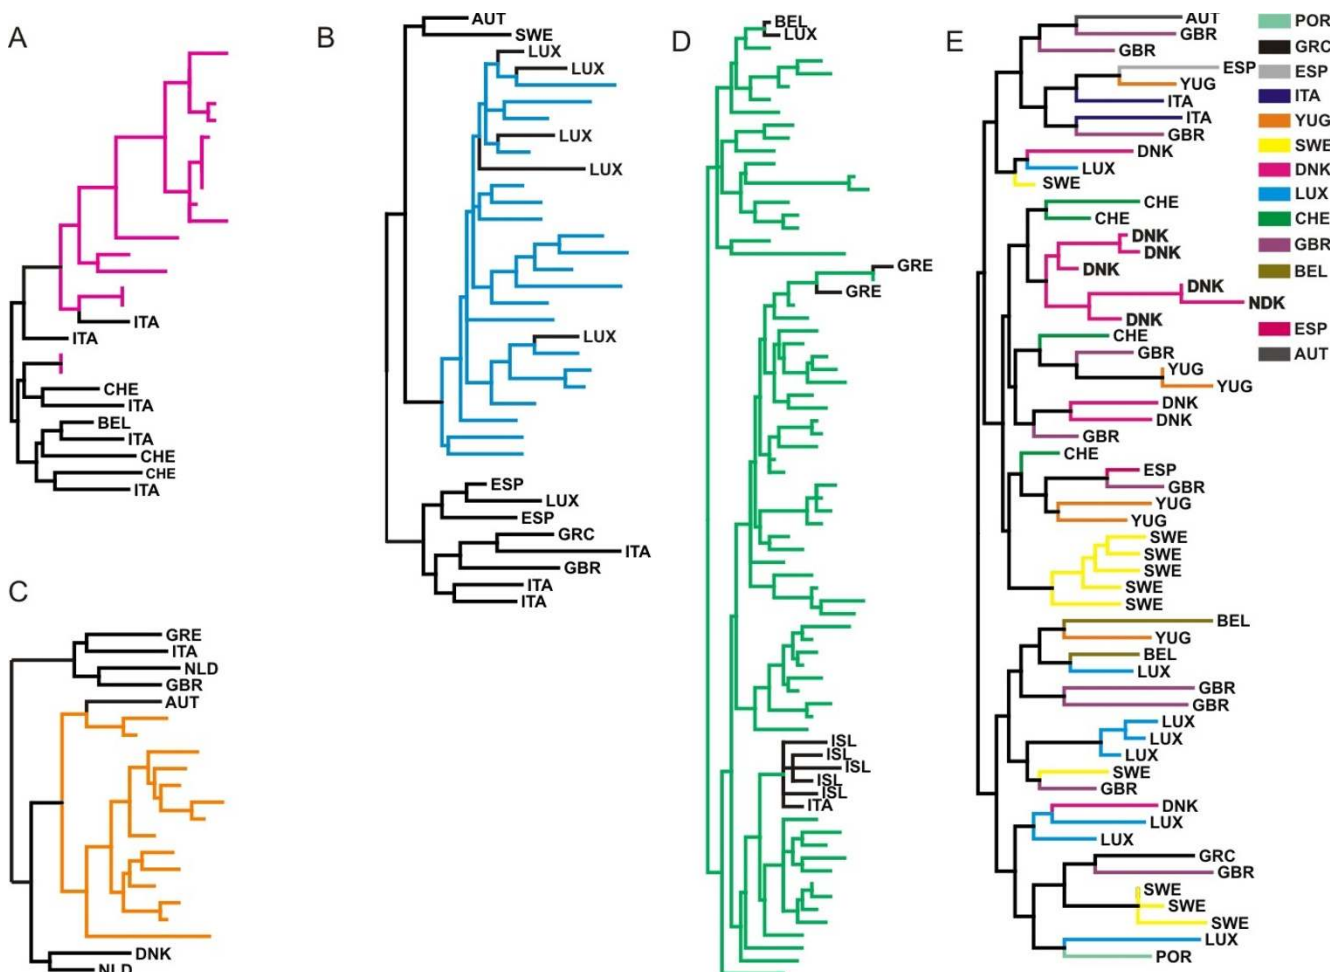 A
ITA
ITA
CHE
ITA
BEL
ITA
CHE
CHE
ITA
B
AUT
SWE
LUX
LUX
LUX
LUX
LUX
ESP
LUX
ESP
GRC
ITA
GBR
ITA
ITA
C
GRE
ITA
NLD
GBR
AUT
DNK
NLD
D
BEL
LUX
GRE
GRE
ISL
ISL
ISL
ISL
ISL
ITA
E
AUT
GBR
GBR
ESP
YUG
ITA
ITA
GBR
DNK
LUX
SWE
CHE
CHE
DNK
DNK
DNK
DNK
NDK
DNK
CHE
GBR
YUG
YUG
DNK
DNK
GBR
CHE
ESP
GBR
YUG
YUG
SWE
SWE
SWE
SWE
SWE
BEL
YUG
BEL
LUX
GBR
GBR
LUX
LUX
LUX
SWE
GBR
DNK
LUX
LUX
GRC
GBR
SWE
SWE
SWE
LUX
POR
POR
GRC
ESP
ITA
YUG
SWE
DNK
LUX
CHE
GBR
BEL
ESP
AUT